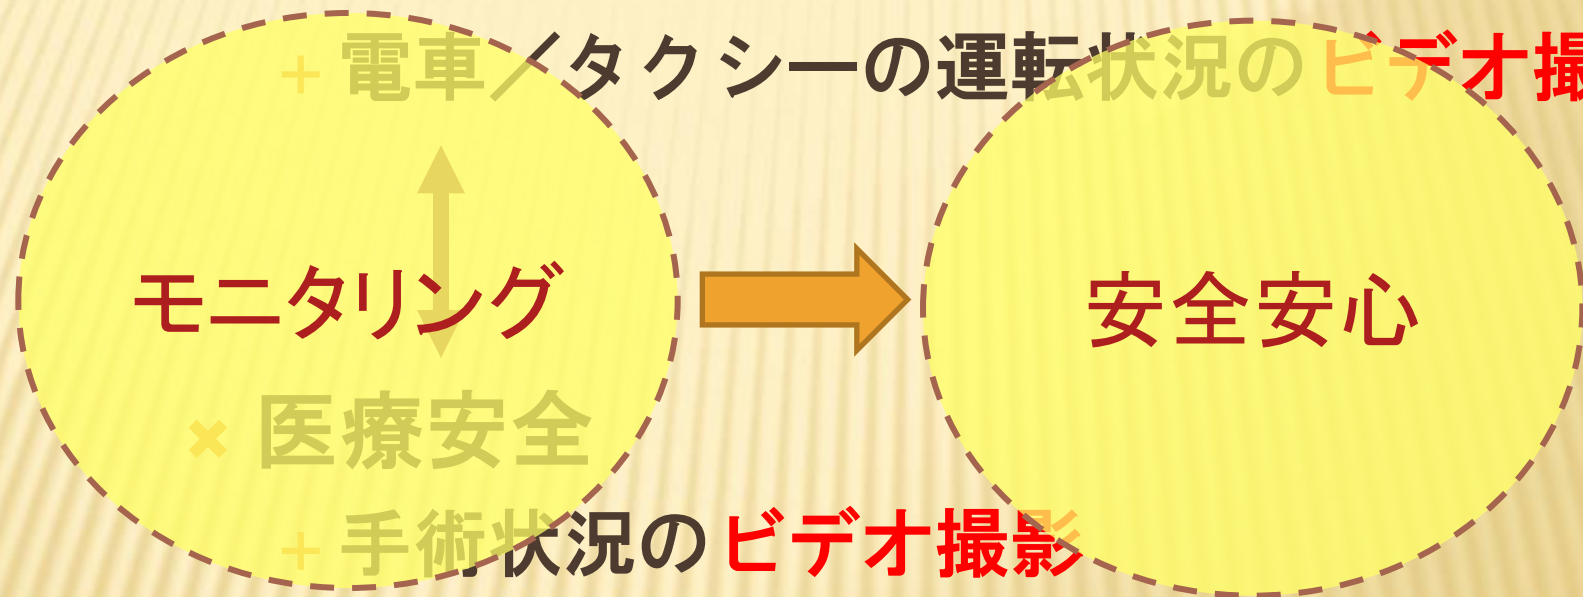 + 電車／タクシーの運転状況のビデオ撮
モニタリング
安全安心
× 医療安全
+ 手術状況のビデオ撮影